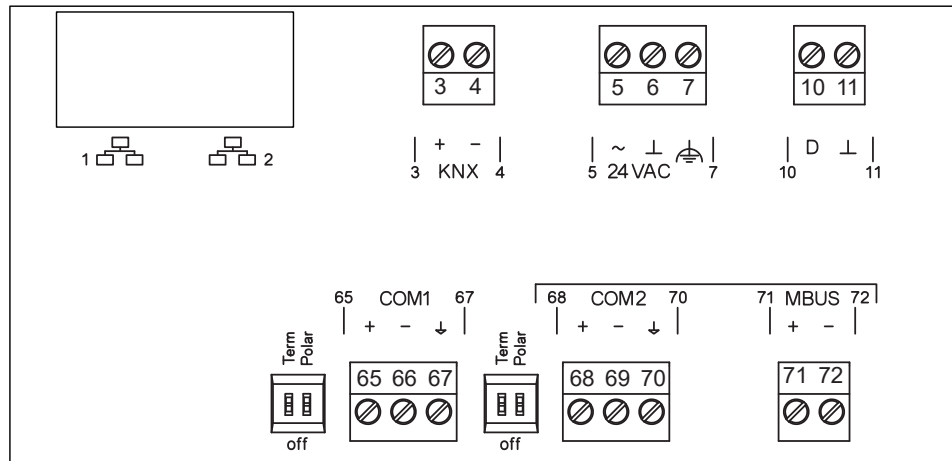 3 4
5 6 7
10 11
1 2
+ − ~ ⊥ D ⊥
3 KNX 4 5 24 VAC 7 10 11
65 COM1 67 68 COM2 70 71 MBUS 72
+ − + − + −
Term
Polar
Term
Polar
65 66 67
68 69 70
71 72
off
off